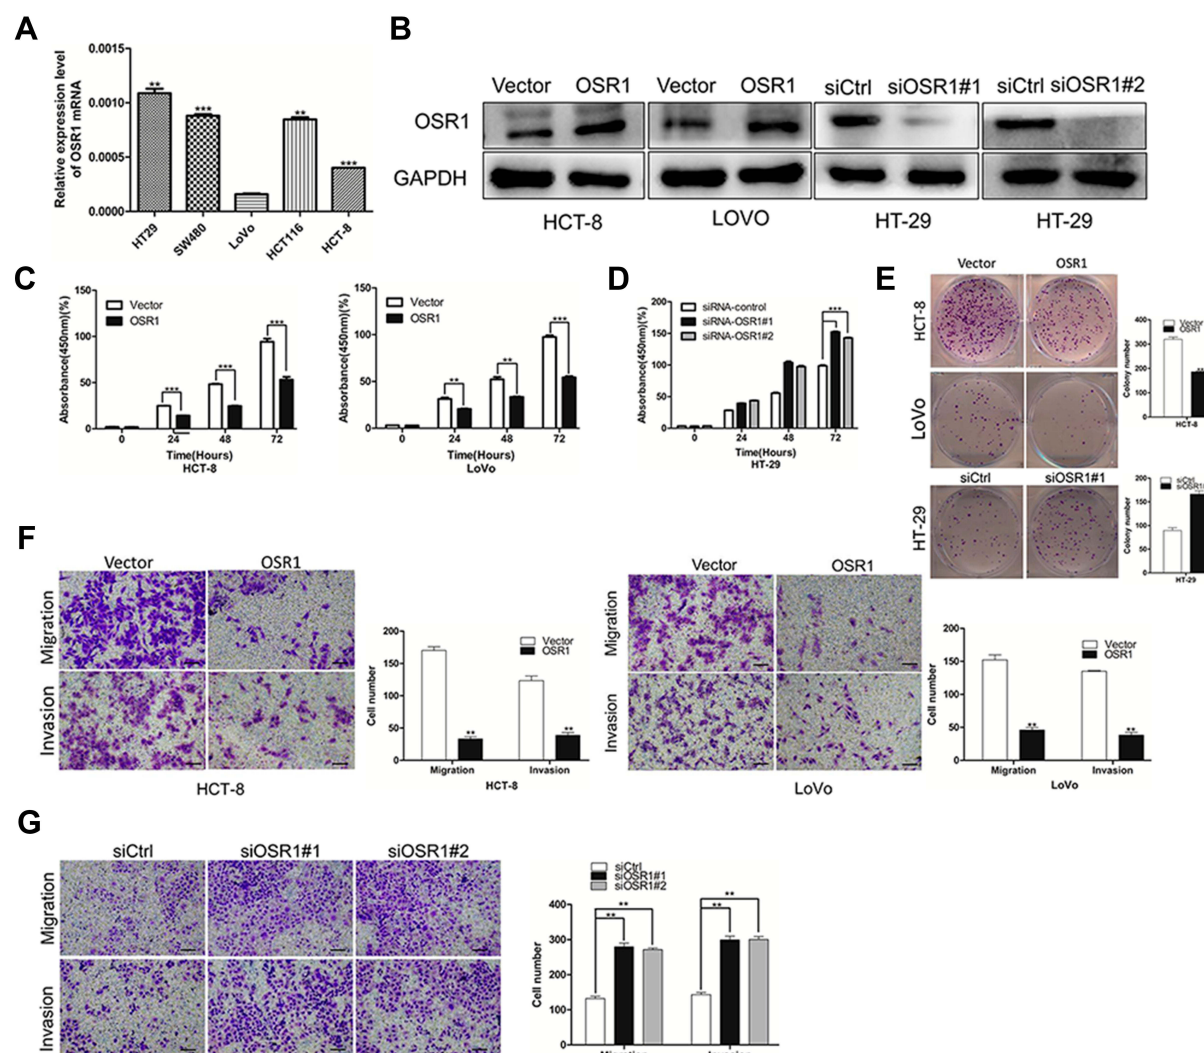 A
Relative expression level
of OSR1 mRNA
0.0015
0.0010
0.0005
0.0000
**
***
**
***
HT29
SW480
LoVo
HCT116
HCT-8
B
Vector OSR1 Vector OSR1 siCtrl siOSR1#1 siCtrl siOSR1#2
OSR1
GAPDH
HCT-8 LOVO HT-29 HT-29
C
Absorbance(450nm)(%)
150
100
50
0
Vector
OSR1
***
***
***
0 24 48 72
Time(Hours)
HCT-8
Absorbance(450nm)(%)
150
100
50
0
Vector
OSR1
**
**
***
0 24 48 72
Time(Hours)
LoVo
D
Absorbance(450nm)(%)
200
150
100
50
0
siRNA-control
siRNA-OSR1#1
siRNA-OSR1#2
***
0 24 48 72
Time(Hours)
HT-29
E
Vector OSR1
HCT-8
LoVo
siCtrl siOSR1#1
HT-29
Colony number
400
300
200
100
0
Vector
OSR1
**
HCT-8
Colony number
200
150
100
50
0
siCtrl
HT-29
F
Vector OSR1
Migration
Invasion
HCT-8
Cell number
200
150
100
50
0
Vector
OSR1
**
**
Migration Invasion
HCT-8
Vector OSR1
Migration
Invasion
LoVo
Cell number
200
150
100
50
0
Vector
OSR1
**
**
Migration Invasion
LoVo
G
siCtrl siOSR1#1 siOSR1#2
Migration
Invasion
siCtrl
siOSR1#1
siOSR1#2
Cell number
400
300
200
100
0
**
**
**
**
Migration Invasion